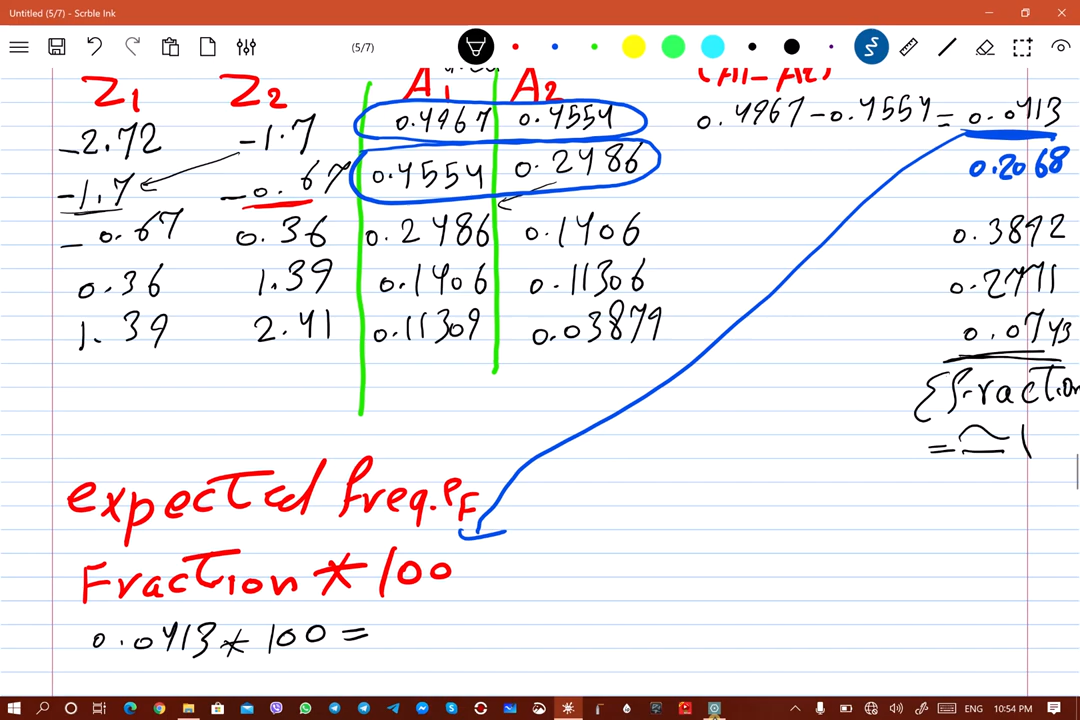 Untitled (5/7) - Scrble Ink
(5/7)
Z1 Z2 A1 A2 (A1-A2)
-2.72 -1.7 0.4967 0.4554 0.4967-0.4554=0.0413
-1.7 -0.67 0.4554 0.2486 0.2068
-0.67 0.36 0.2486 0.1406 0.3892
0.36 1.39 0.1406 0.11306 0.2771
1.39 2.41 0.11309 0.03879 0.0743
Fraction
=≃1
expected freq. eF
Fraction * 100
0.0413 * 100 =
ENG 10:54 PM